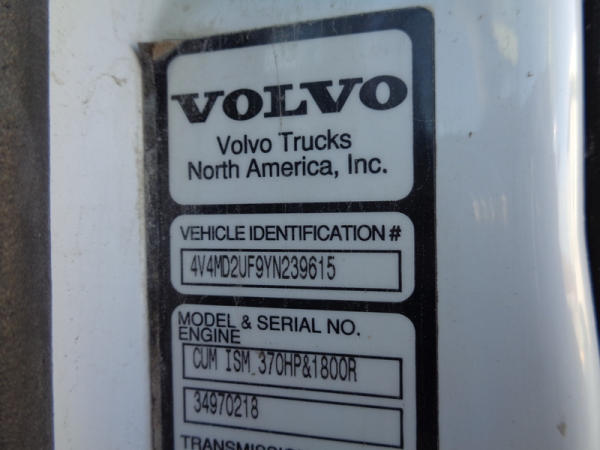 VOLVO
Volvo Trucks
North America, Inc.
VEHICLE IDENTIFICATION #
4V4MD2UF9YN239615
MODEL & SERIAL NO.
ENGINE
CUM ISM 370HP&1800R
34970218